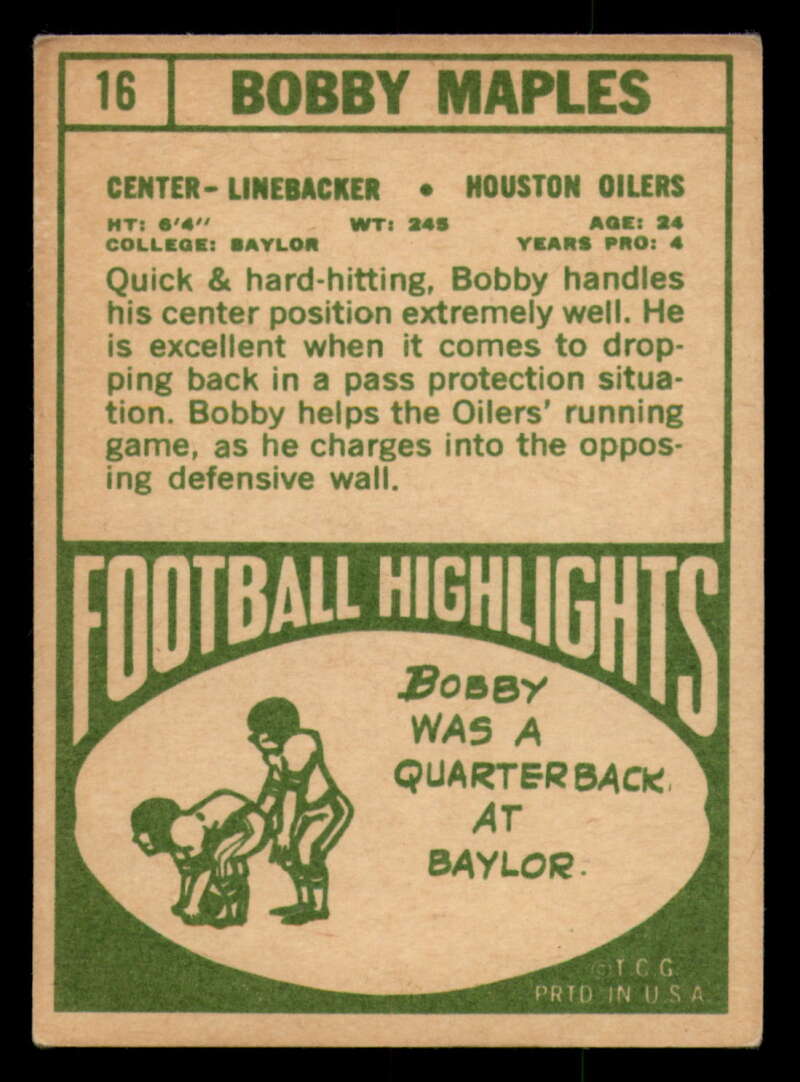 16 BOBBY MAPLES
CENTER-LINEBACKER • HOUSTON OILERS
HT: 6'4" WT: 245 AGE: 24
COLLEGE: BAYLOR YEARS PRO: 4
Quick & hard-hitting, Bobby handles
his center position extremely well. He
is excellent when it comes to drop-
ping back in a pass protection situa-
tion. Bobby helps the Oilers' running
game, as he charges into the oppos-
ing defensive wall.
FOOTBALL HIGHLIGHTS
BOBBY
WAS A
QUARTERBACK
AT
BAYLOR.
© T.C.G.
PRTD IN U.S.A.